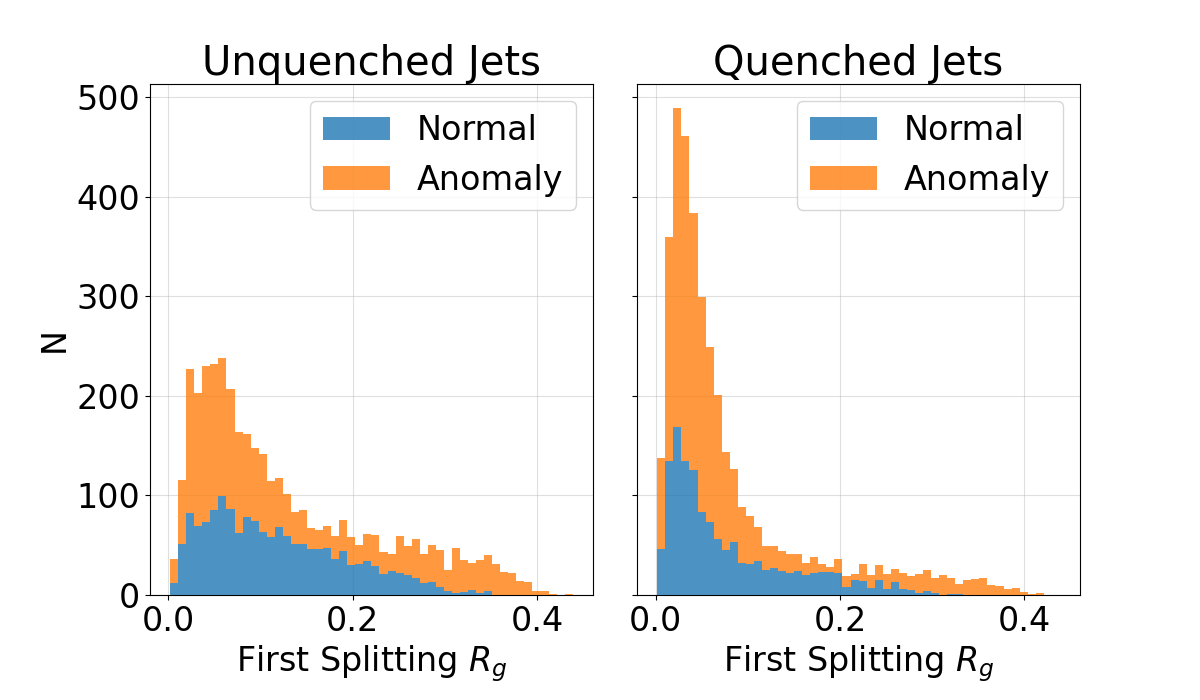 Unquenched Jets
Quenched Jets
500
400
300
200
100
0
N
Normal
Anomaly
Normal
Anomaly
0.0 0.2 0.4
0.0 0.2 0.4
First Splitting R_g
First Splitting R_g